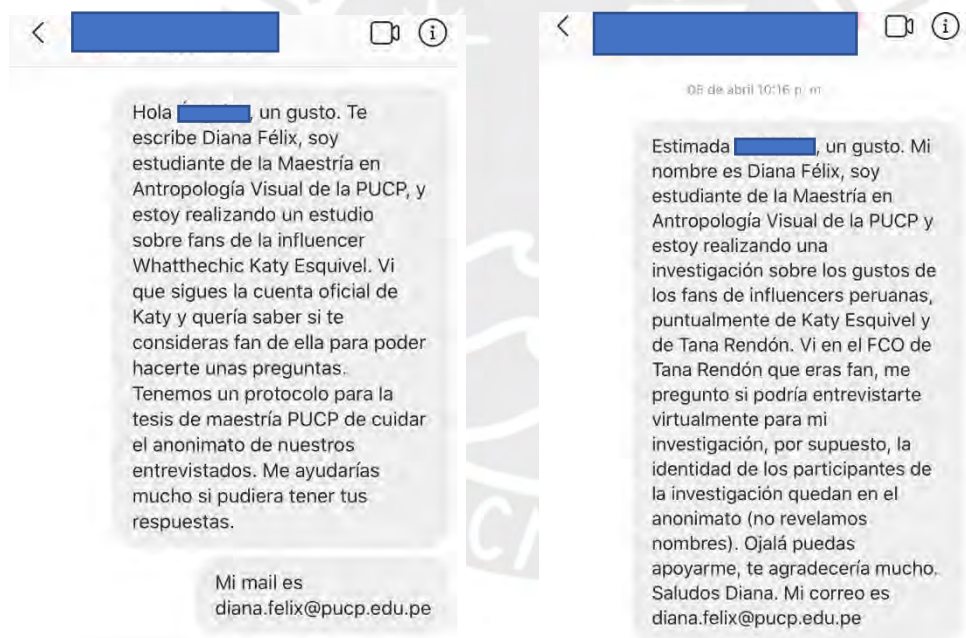 Hola , un gusto. Te
escribe Diana Félix, soy
estudiante de la Maestría en
Antropología Visual de la PUCP, y
estoy realizando un estudio
sobre fans de la influencer
Whatthechic Katy Esquivel. Vi
que sigues la cuenta oficial de
Katy y quería saber si te
consideras fan de ella para poder
hacerte unas preguntas.
Tenemos un protocolo para la
tesis de maestría PUCP de cuidar
el anonimato de nuestros
entrevistados. Me ayudarías
mucho si pudiera tener tus
respuestas.
Mi mail es
diana.felix@pucp.edu.pe
de abril 10:16 p. m.
Estimada , un gusto. Mi
nombre es Diana Félix, soy
estudiante de la Maestría en
Antropología Visual de la PUCP y
estoy realizando una
investigación sobre los gustos de
los fans de influencers peruanas,
puntualmente de Katy Esquivel y
de Tana Rendón. Vi en el FCO de
Tana Rendón que eras fan, me
pregunto si podría entrevistarte
virtualmente para mi
investigación, por supuesto, la
identidad de los participantes de
la investigación quedan en el
anonimato (no revelamos
nombres). Ojalá puedas
apoyarme, te agradecería mucho.
Saludos Diana. Mi correo es
diana.felix@pucp.edu.pe